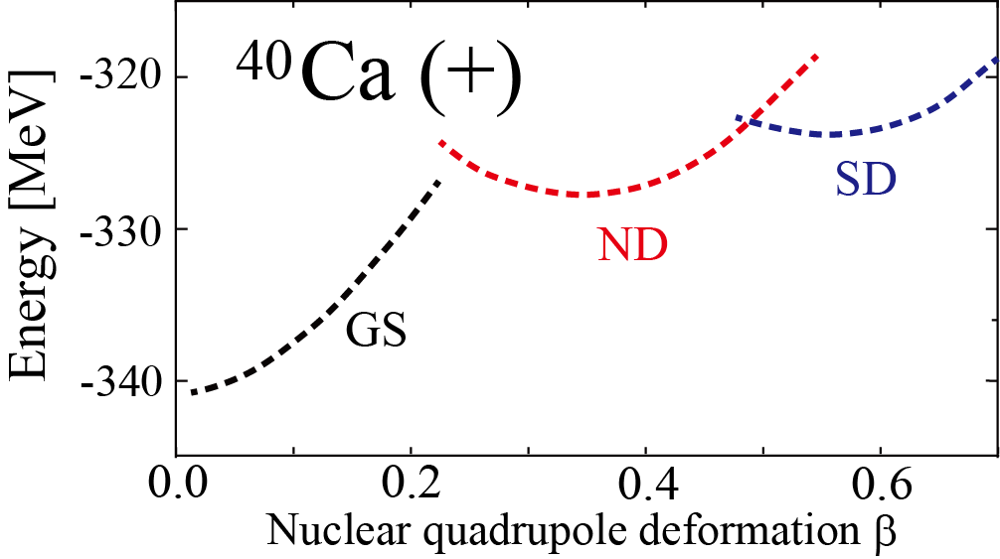 ⁴⁰Ca (+)
Energy [MeV]
-320
-330
-340
GS
ND
SD
0.0
0.2
0.4
0.6
Nuclear quadrupole deformation β